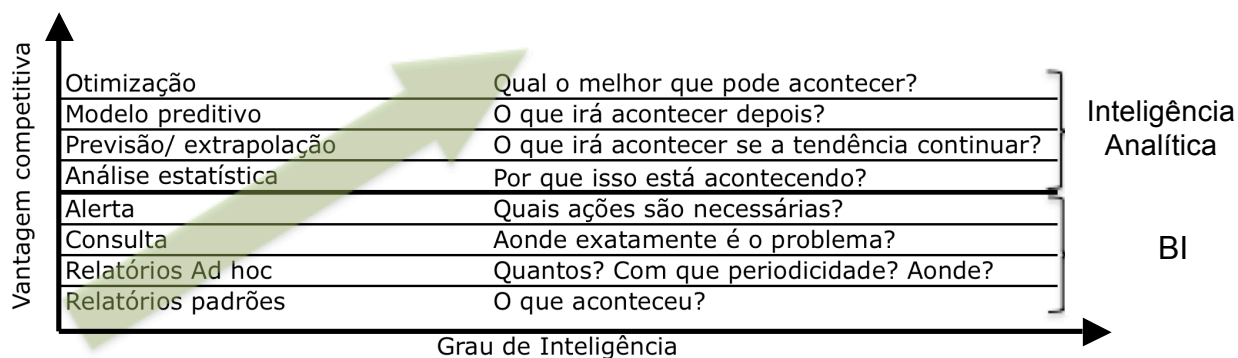 Vantagem competitiva
Otimização Qual o melhor que pode acontecer?
Modelo preditivo O que irá acontecer depois?
Previsão/ extrapolação O que irá acontecer se a tendência continuar?
Análise estatística Por que isso está acontecendo?
Inteligência
Analítica
Alerta Quais ações são necessárias?
Consulta Aonde exatamente é o problema?
Relatórios Ad hoc Quantos? Com que periodicidade? Aonde?
Relatórios padrões O que aconteceu?
BI
Grau de Inteligência